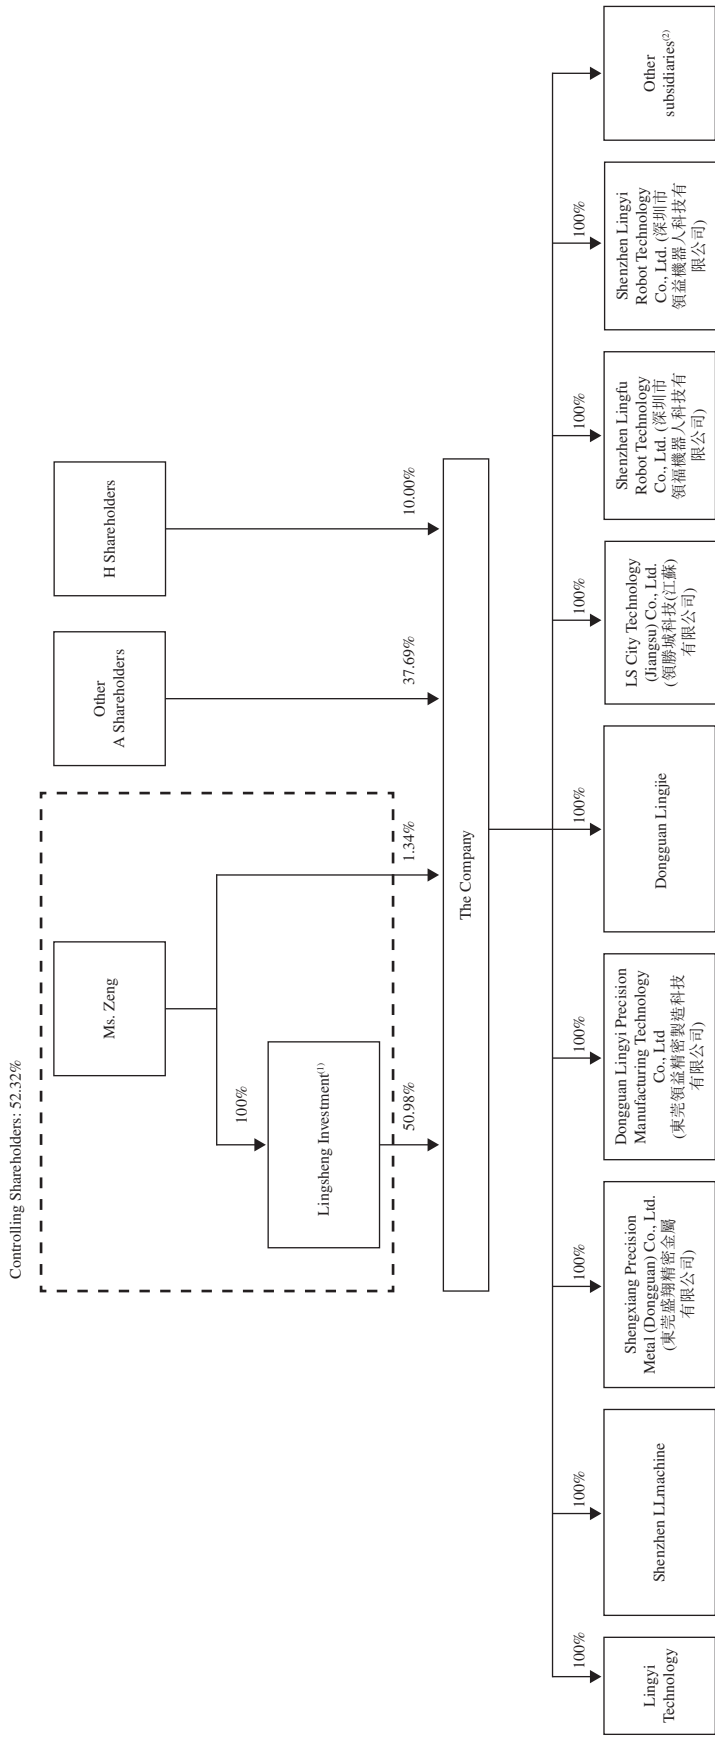 Controlling Shareholders: 52.32%
Ms. Zeng
Other
A Shareholders
H Shareholders
100%
Lingsheng Investment(1)
50.98%
1.34%
37.69%
10.00%
The Company
100%
100%
100%
100%
100%
100%
100%
100%
Lingyi
Technology
Shenzhen LLmachine
Shengxiang Precision
Metal (Dongguan) Co., Ltd.
(東莞盛翔精密金屬
有限公司)
Dongguan Lingyi Precision
Manufacturing Technology
Co., Ltd
(東莞領益精密製造科技
有限公司)
Dongguan Lingjie
LS City Technology
(Jiangsu) Co., Ltd.
(領勝城科技(江蘇)
有限公司)
Shenzhen Lingfu
Robot Technology
Co., Ltd. (深圳市
領福機器人科技有
限公司)
Shenzhen Lingyi
Robot Technology
Co., Ltd. (深圳市
領益機器人科技有
限公司)
Other
subsidiaries(2)